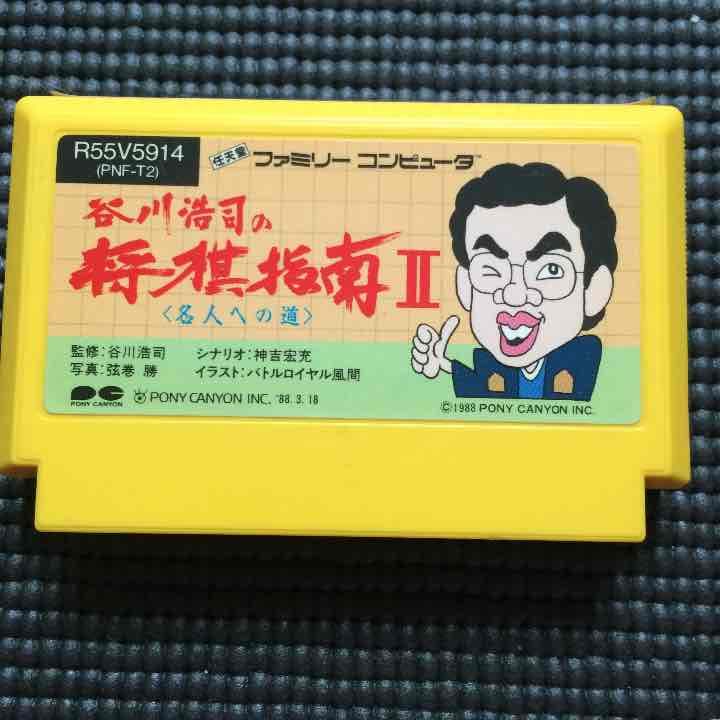 R55V5914
(PNF-T2)
任天堂 ファミリー コンピュータ™
谷川浩司の
将棋指南II
〈名人への道〉
監修:谷川浩司 シナリオ:神吉宏充
写真:弦巻 勝 イラスト:バトルロイヤル風間
PONY CANYON PONY CANYON INC. '88. 3. 18
©1988 PONY CANYON INC.